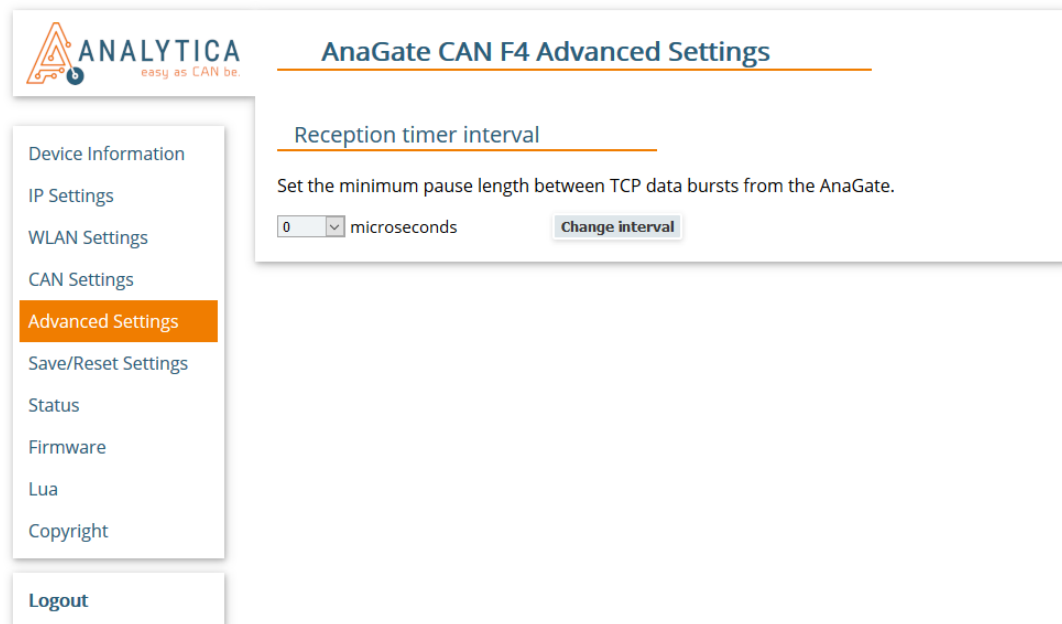 ANALYTICA
easy as CAN be.
AnaGate CAN F4 Advanced Settings
Device Information
IP Settings
WLAN Settings
CAN Settings
Advanced Settings
Save/Reset Settings
Status
Firmware
Lua
Copyright
Logout
Reception timer interval
Set the minimum pause length between TCP data bursts from the AnaGate.
0 microseconds Change interval